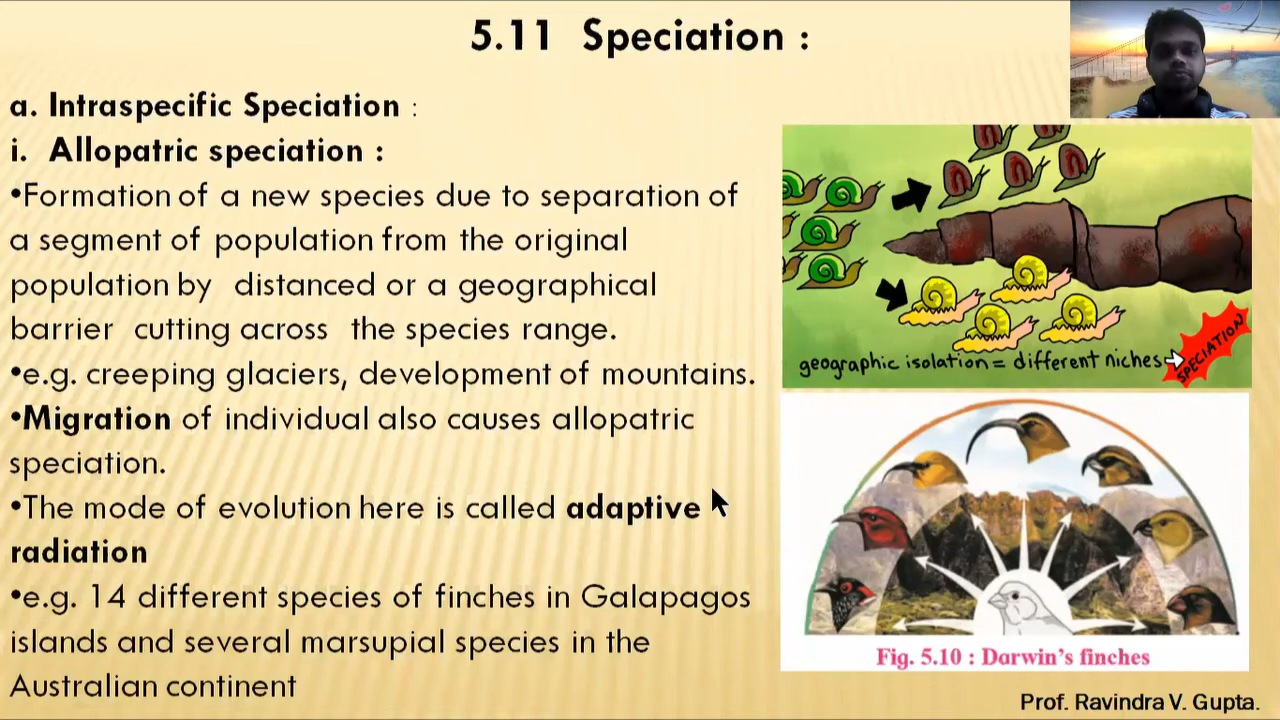 5.11 Speciation :
a. Intraspecific Speciation :
i. Allopatric speciation :
•Formation of a new species due to separation of
a segment of population from the original
population by distanced or a geographical
barrier cutting across the species range.
•e.g. creeping glaciers, development of mountains.
•Migration of individual also causes allopatric
speciation.
•The mode of evolution here is called adaptive
radiation
•e.g. 14 different species of finches in Galapagos
islands and several marsupial species in the
Australian continent
geographic isolation = different niches
SPECIATION
Fig. 5.10 : Darwin's finches
Prof. Ravindra V. Gupta.